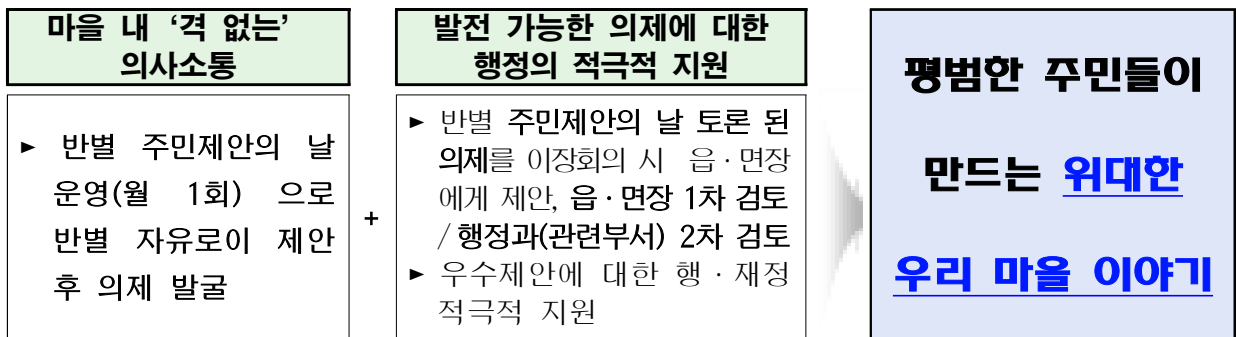 마을 내 ‘격 없는’
의사소통
► 반별 주민제안의 날
운영(월 1회) 으로
반별 자유로이 제안
후 의제 발굴
+
발전 가능한 의제에 대한
행정의 적극적 지원
► 반별 주민제안의 날 토론 된
의제를 이장회의 시 읍·면장
에게 제안, 읍·면장 1차 검토
/ 행정과(관련부서) 2차 검토
► 우수제안에 대한 행·재정
적극적 지원
평범한 주민들이
만드는 위대한
우리 마을 이야기